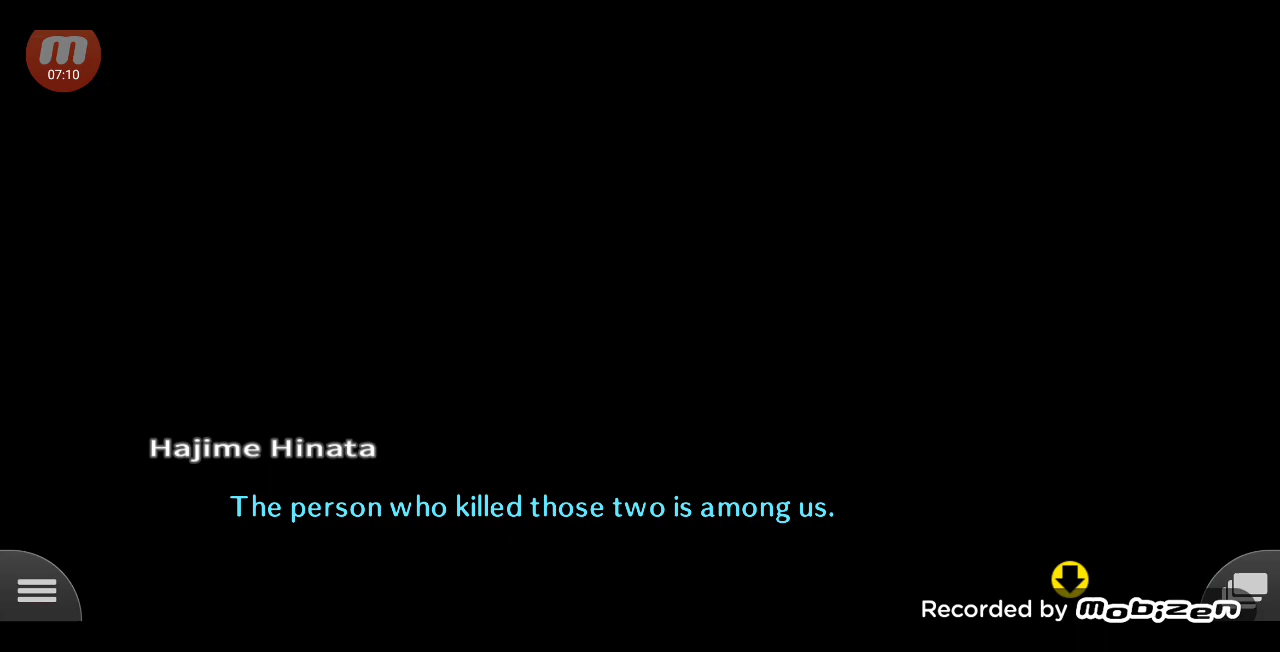 m
07:10
Hajime Hinata
The person who killed those two is among us.
Recorded by mobizen